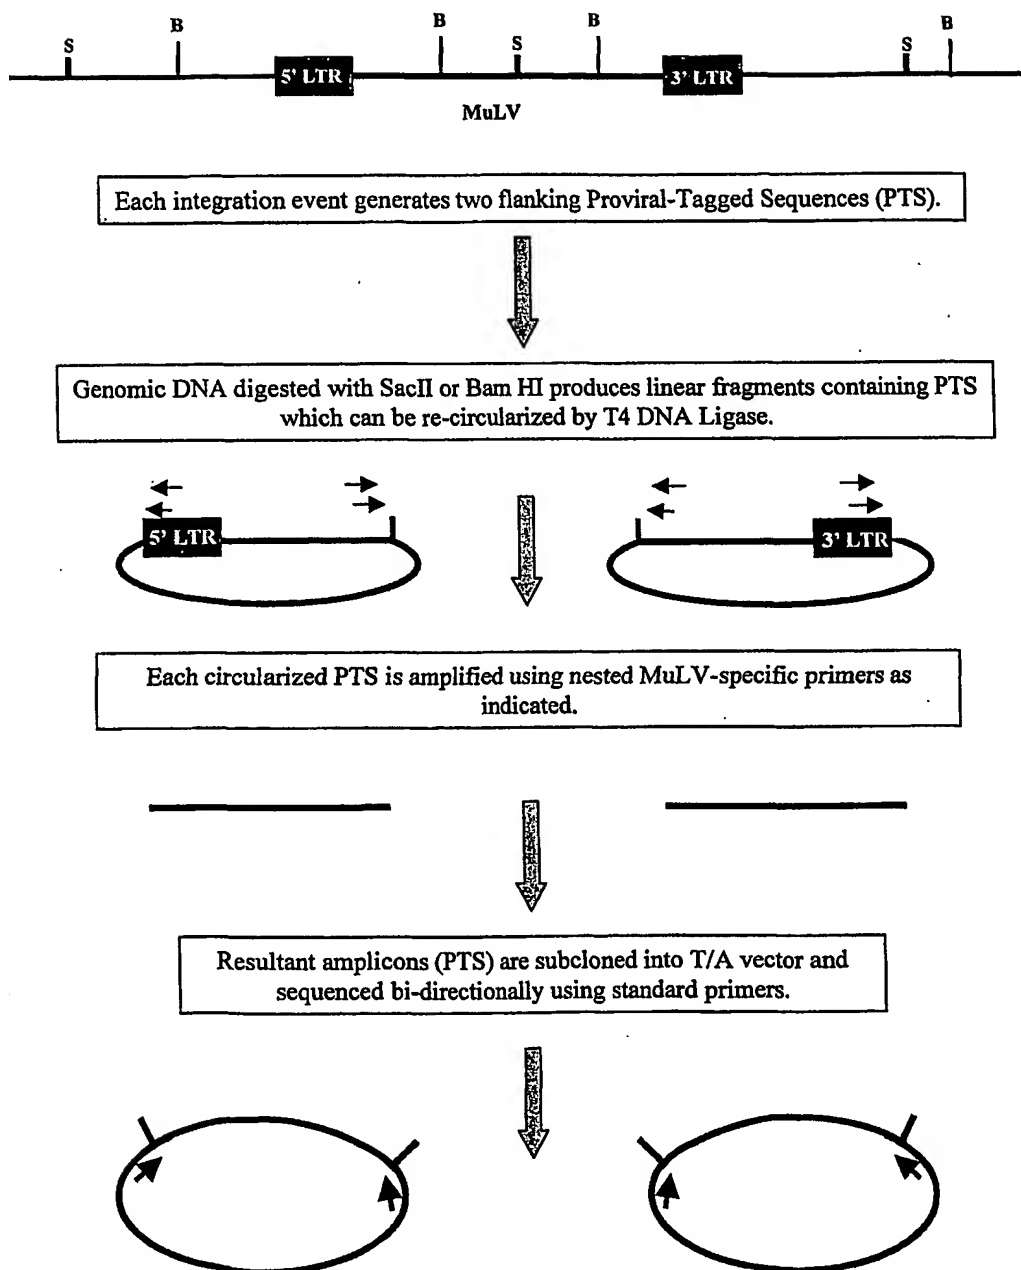 S B B S B S B
5' LTR 3' LTR
MuLV
Each integration event generates two flanking Proviral-Tagged Sequences (PTS).
Genomic DNA digested with SacII or Bam HI produces linear fragments containing PTS
which can be re-circularized by T4 DNA Ligase.
5' LTR 3' LTR
Each circularized PTS is amplified using nested MuLV-specific primers as
indicated.
Resultant amplicons (PTS) are subcloned into T/A vector and
sequenced bi-directionally using standard primers.